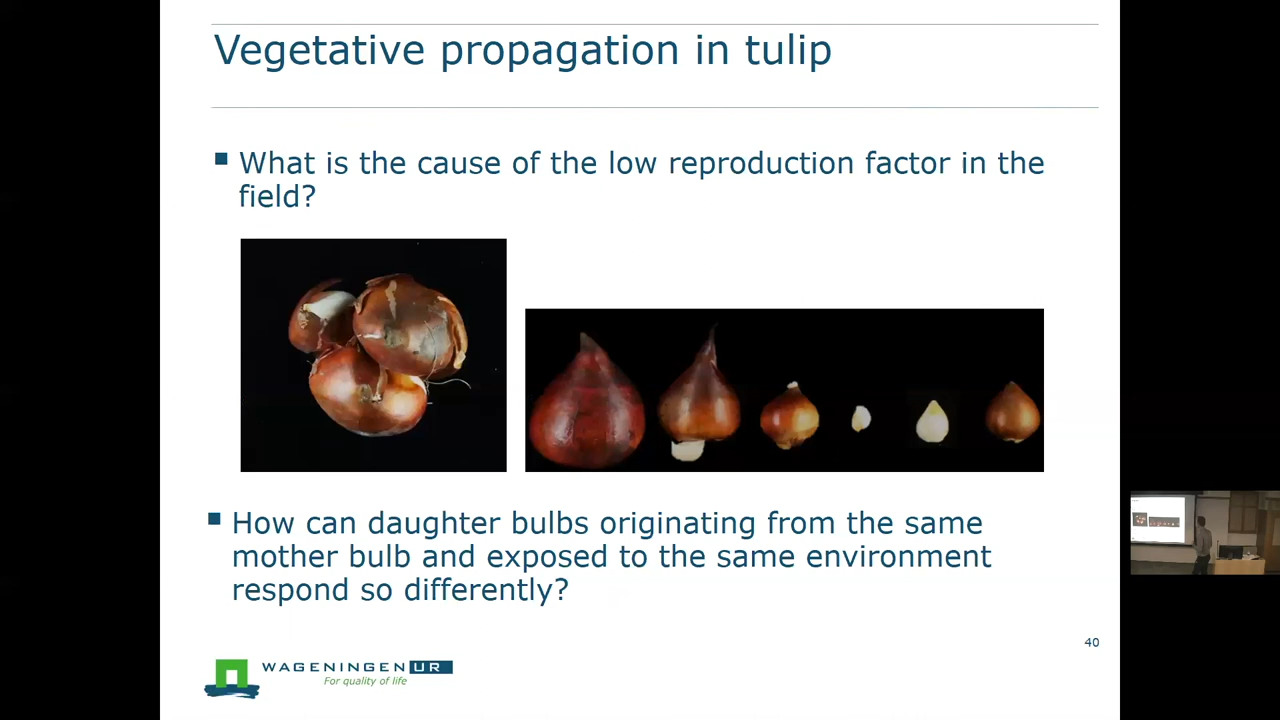 Vegetative propagation in tulip
What is the cause of the low reproduction factor in the
field?
How can daughter bulbs originating from the same
mother bulb and exposed to the same environment
respond so differently?
40
WAGENINGEN UR
For quality of life